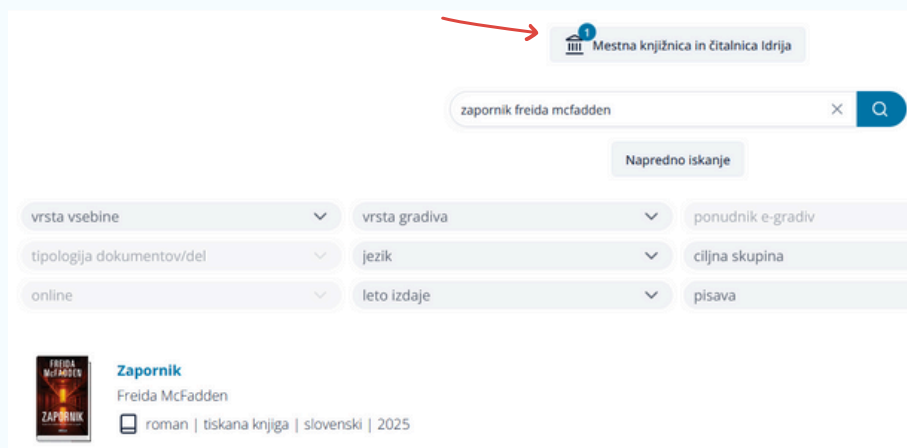 1
Mestna knjižnica in čitalnica Idrija
zapornik freida mcfadden
Napredno iskanje
vrsta vsebine
vrsta gradiva
ponudnik e-gradiv
tipologija dokumentov/del
jezik
ciljna skupina
online
leto izdaje
pisava
FREIDA
McFADDEN
ZAPORNIK
Zapornik
Freida McFadden
roman | tiskana knjiga | slovenski | 2025